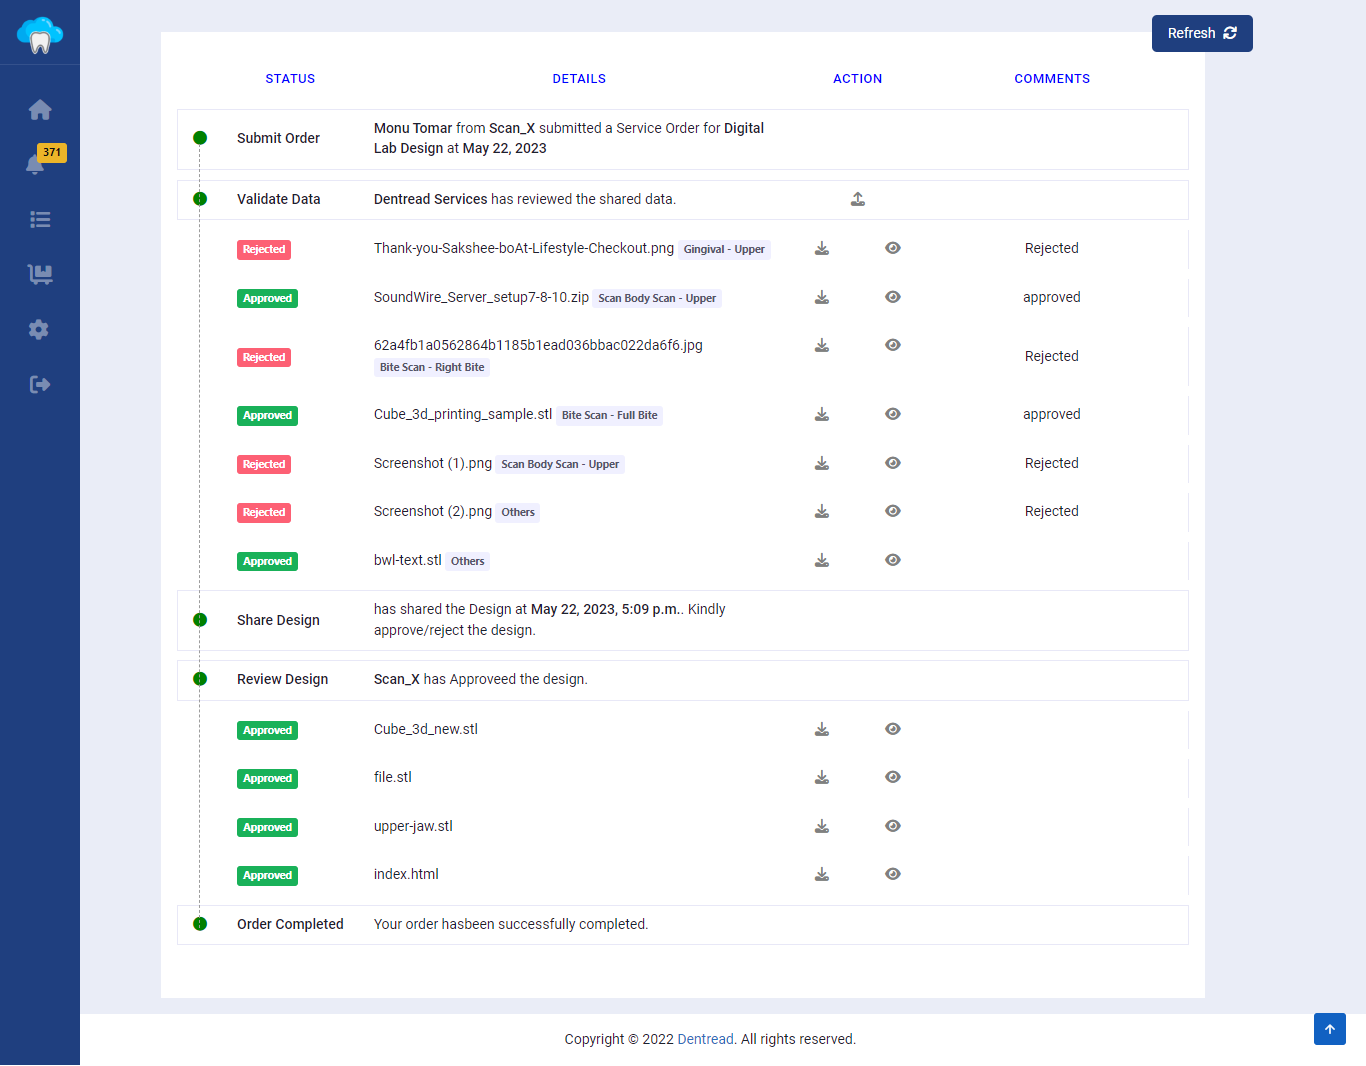 Refresh
STATUS DETAILS ACTION COMMENTS
371
Submit Order
Monu Tomar from Scan_X submitted a Service Order for Digital
Lab Design at May 22, 2023
Validate Data Dentread Services has reviewed the shared data.
Rejected Thank-you-Sakshee-boAt-Lifestyle-Checkout.png Gingival - Upper Rejected
Approved SoundWire_Server_setup7-8-10.zip Scan Body Scan - Upper approved
62a4fb1a0562864b1185b1ead036bbac022da6f6.jpg
Rejected Bite Scan - Right Bite Rejected
Approved Cube_3d_printing_sample.stl Bite Scan - Full Bite approved
Rejected Screenshot (1).png Scan Body Scan - Upper Rejected
Rejected Screenshot (2).png Others Rejected
Approved bwl-text.stl Others
Share Design
has shared the Design at May 22, 2023, 5:09 p.m.. Kindly
approve/reject the design.
Review Design Scan_X has Approveed the design.
Approved Cube_3d_new.stl
Approved file.stl
Approved upper-jaw.stl
Approved index.html
Order Completed Your order hasbeen successfully completed.
Copyright © 2022 Dentread. All rights reserved.